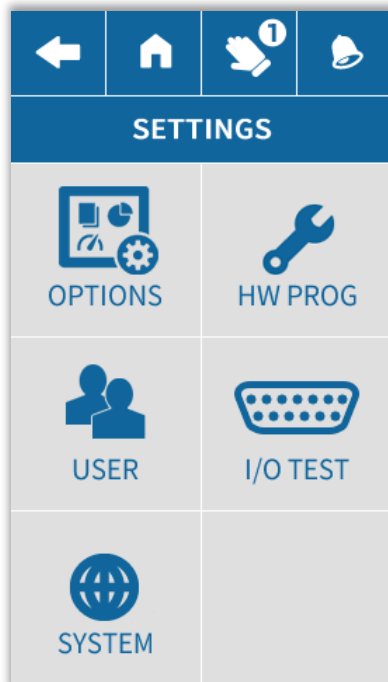 1
SETTINGS
OPTIONS
HW PROG
USER
I/O TEST
SYSTEM